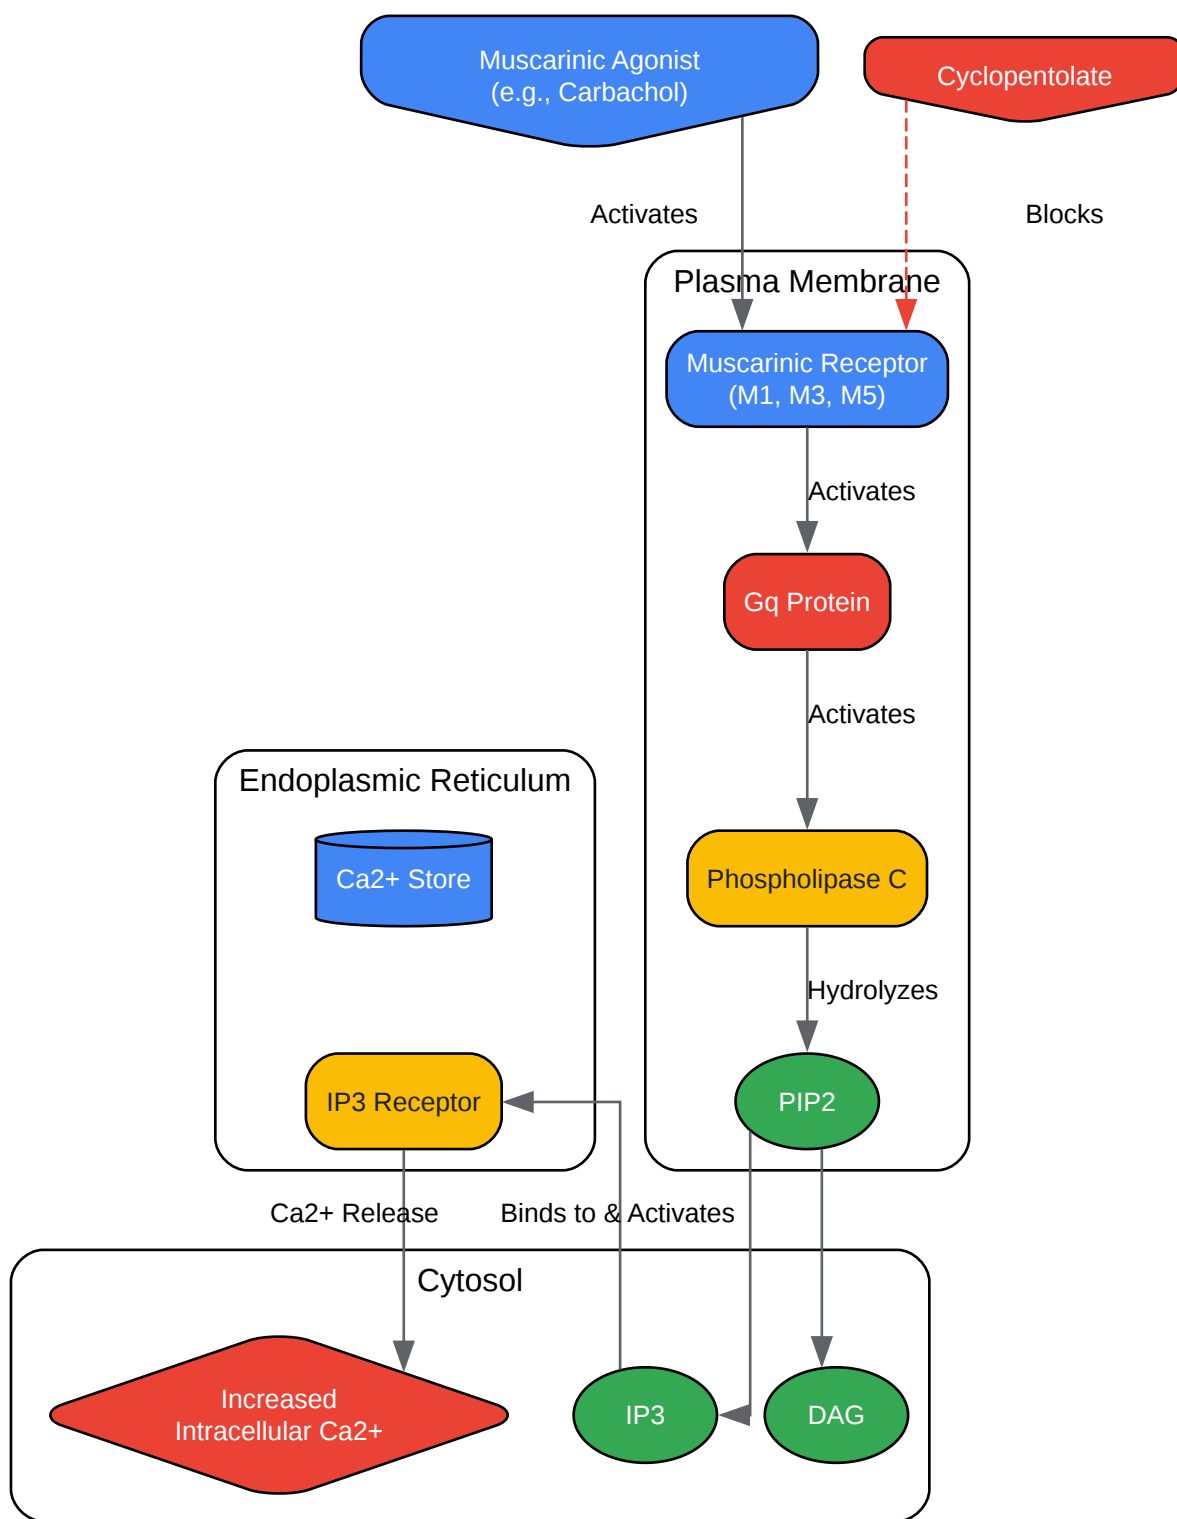 Muscarinic Agonist
(e.g., Carbachol)
Cyclopentolate
Activates
Blocks
Plasma Membrane
Muscarinic Receptor
(M1, M3, M5)
Activates
Gq Protein
Activates
Endoplasmic Reticulum
Ca2+ Store
Phospholipase C
Hydrolyzes
IP3 Receptor
PIP2
Ca2+ Release
Binds to & Activates
Cytosol
Increased
Intracellular Ca2+
IP3
DAG